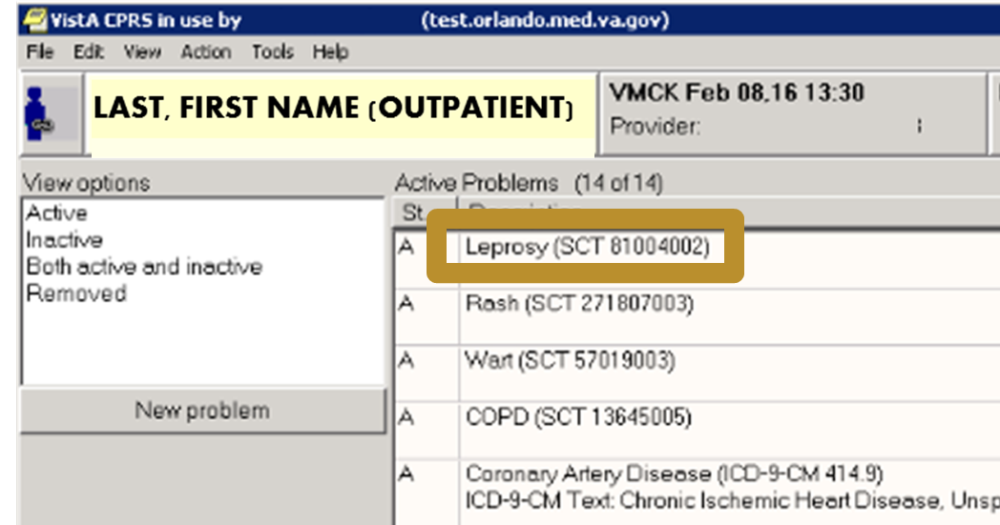 VistA CPRS in use by (test.orlando.med.va.gov)
File Edit View Action Tools Help
LAST, FIRST NAME (OUTPATIENT)
VMCK Feb 08,16 13:30
Provider:
View options
Active
Inactive
Both active and inactive
Removed
New problem
Active Problems (14 of 14)
St. Description
A Leprosy (SCT 81004002)
A Rash (SCT 271807003)
A Wart (SCT 57019003)
A COPD (SCT 13645005)
A Coronary Artery Disease (ICD-9-CM 414.9)
ICD-9-CM Text: Chronic Ischemic Heart Disease, Unsp